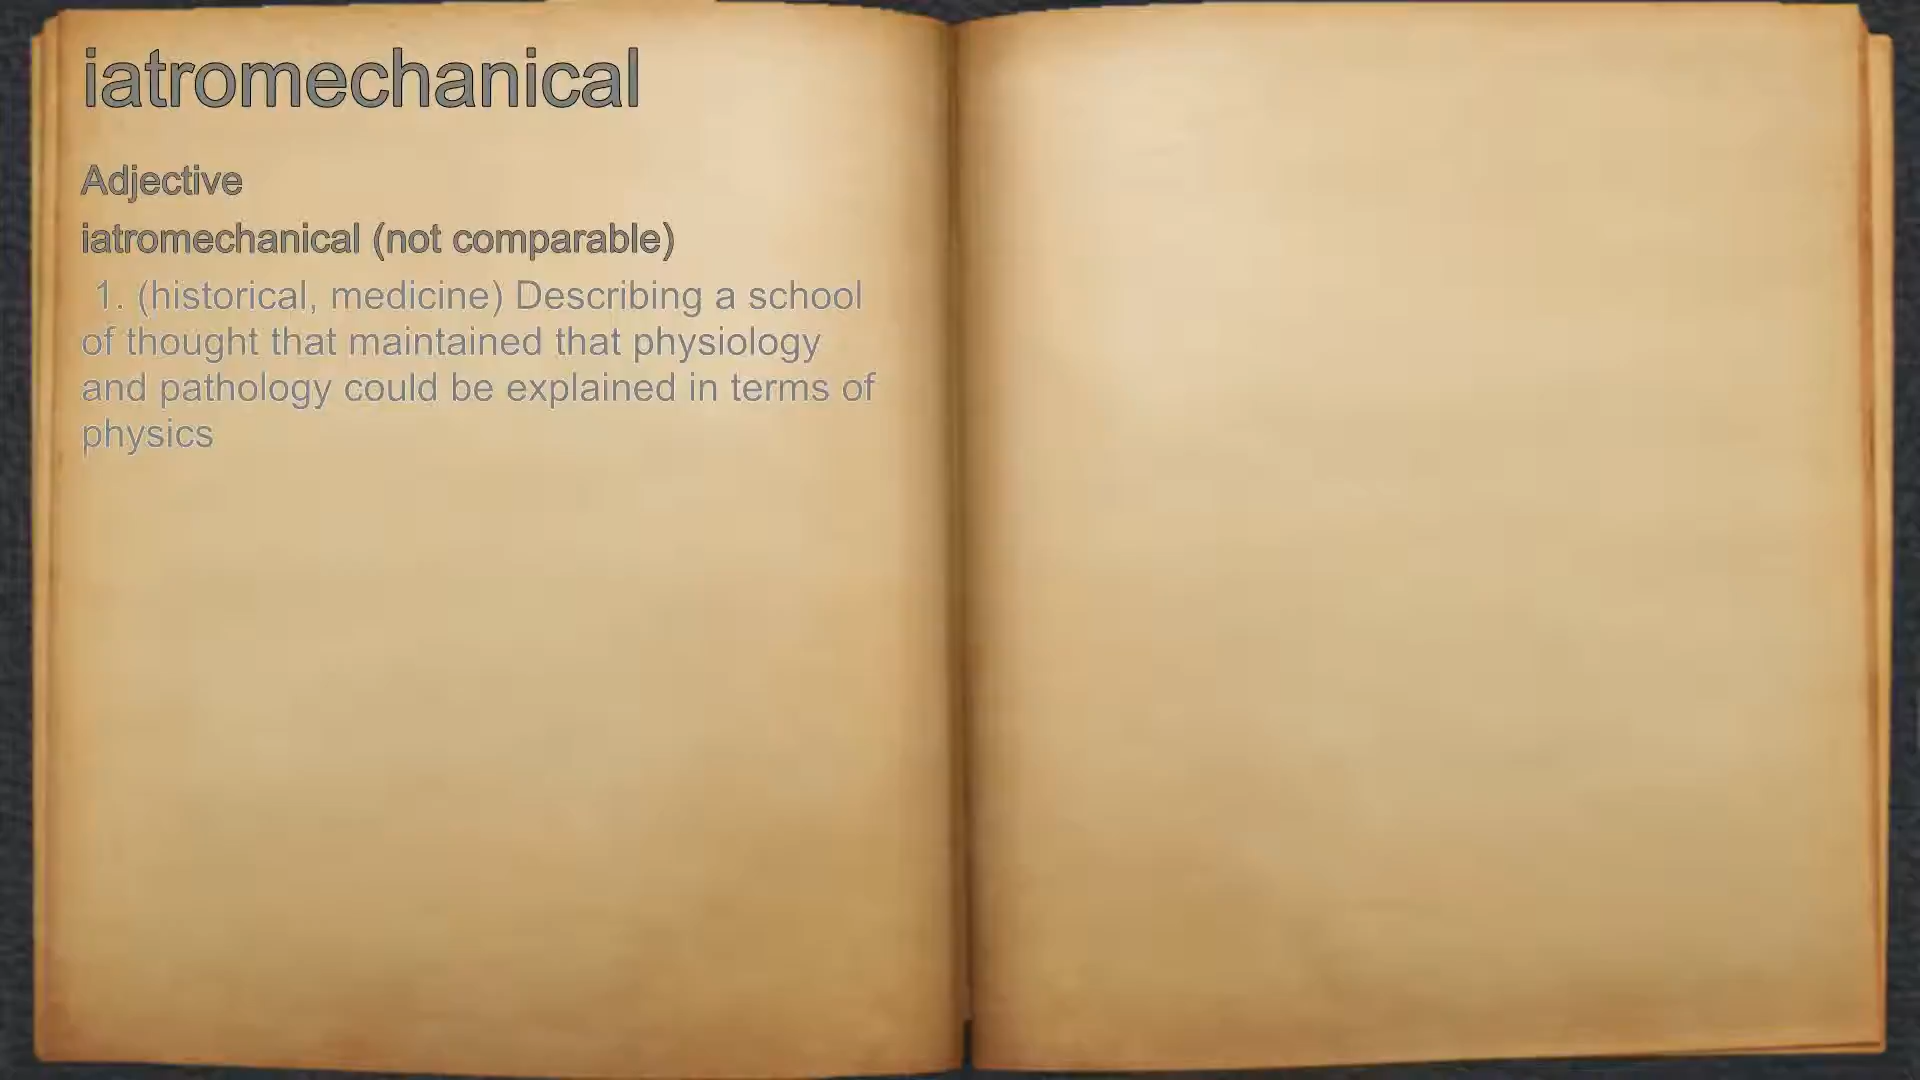 iatromechanical
Adjective
iatromechanical (not comparable)
1. (historical, medicine) Describing a school
of thought that maintained that physiology
and pathology could be explained in terms of
physics